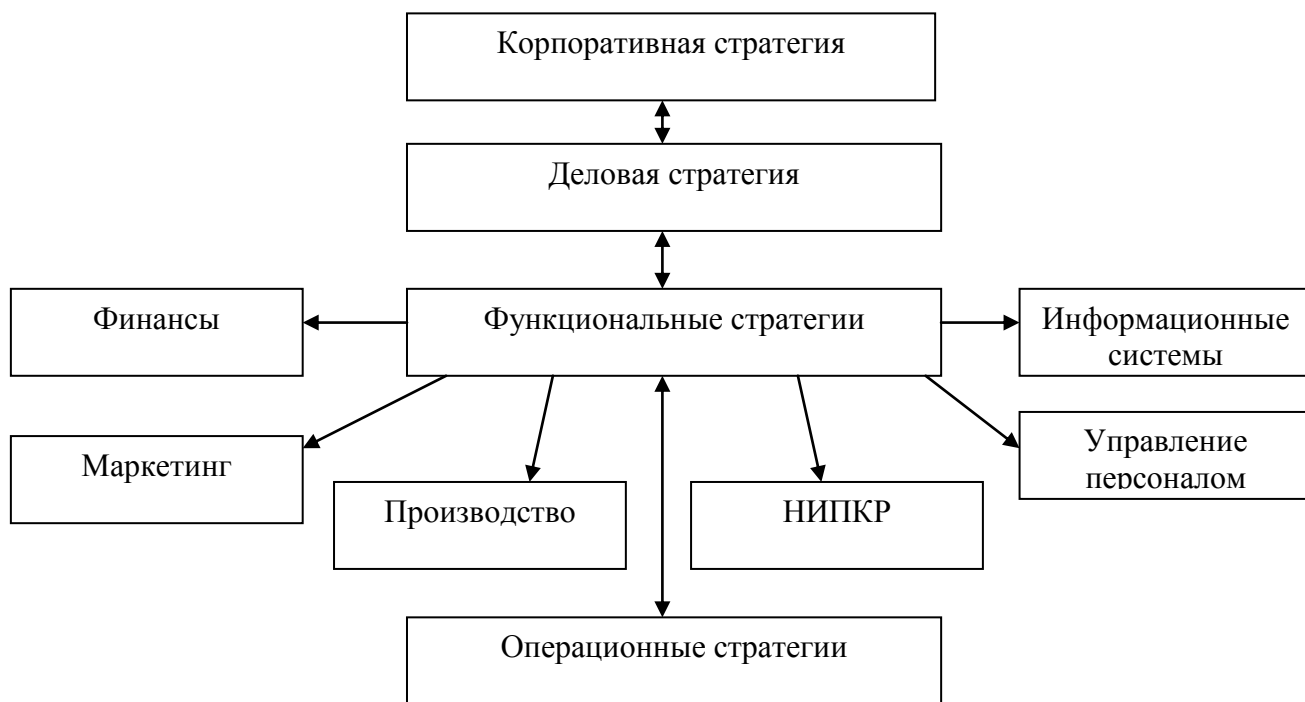 Корпоративная стратегия
Деловая стратегия
Финансы
Функциональные стратегии
Информационные
системы
Маркетинг
Управление
персоналом
Производство
НИПКР
Операционные стратегии